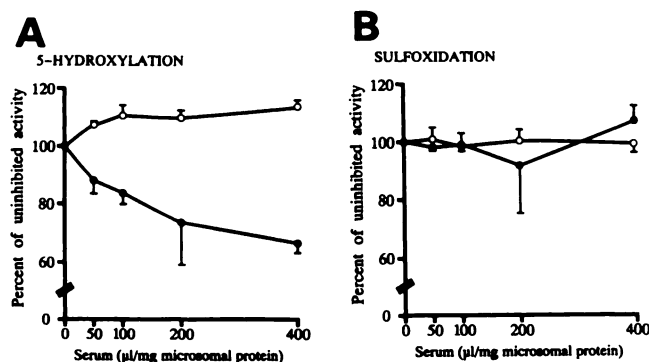 A
5-HYDROXYLATION
Percent of uninhibited activity
120
100
80
60
0
0 50 100 200 400
Serum (µl/mg microsomal protein)
B
SULFOXIDATION
Percent of uninhibited activity
120
100
80
60
0
0 50 100 200 400
Serum (µl/mg microsomal protein)